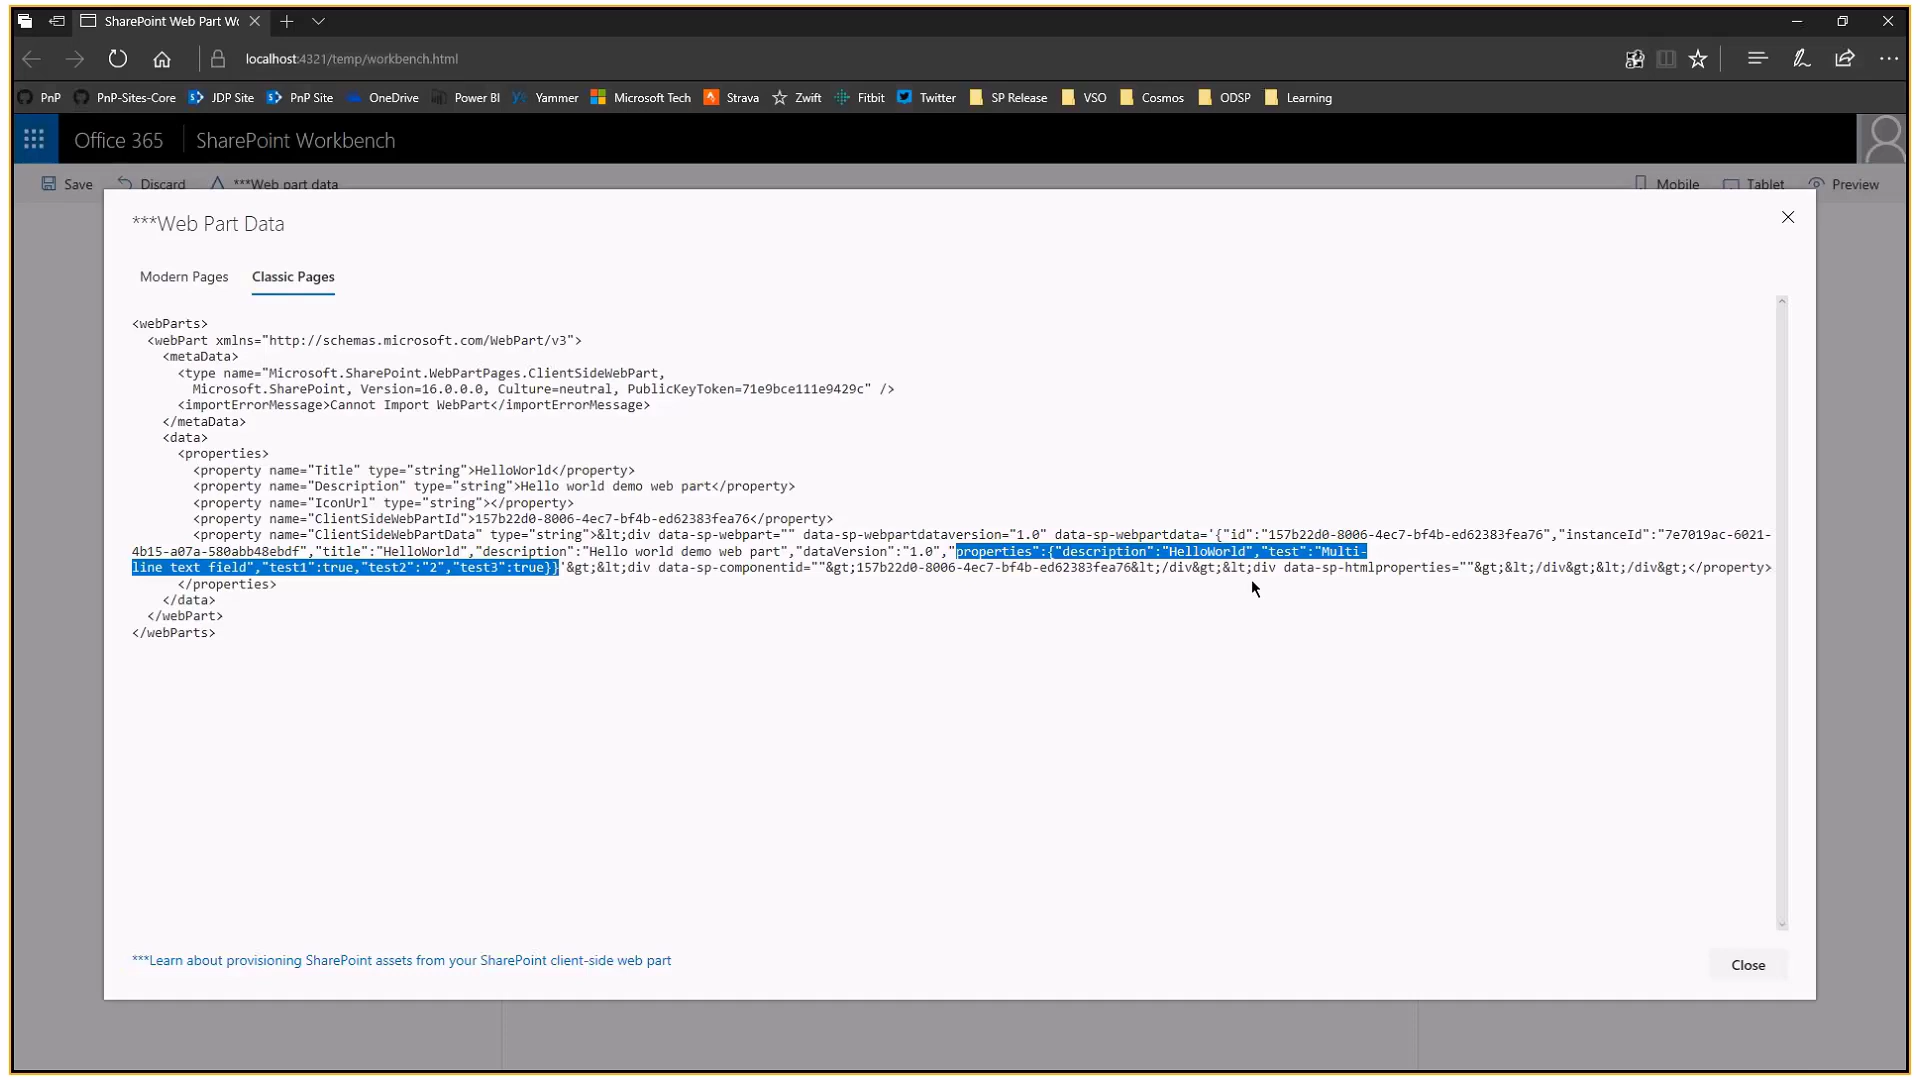 SharePoint Web Part Wo
localhost:4321/temp/workbench.html
PnP PnP-Sites-Core JDP Site PnP Site OneDrive Power BI Yammer Microsoft Tech Strava Zwift Fitbit Twitter SP Release VSO Cosmos ODSP Learning
Office 365 SharePoint Workbench
Save Discard ***Web part data Mobile Tablet Preview
***Web Part Data
Modern Pages Classic Pages
<webParts>
<webPart xmlns="http://schemas.microsoft.com/WebPart/v3">
<metaData>
<type name="Microsoft.SharePoint.WebPartPages.ClientSideWebPart,
Microsoft.SharePoint, Version=16.0.0.0, Culture=neutral, PublicKeyToken=71e9bce111e9429c" />
<importErrorMessage>Cannot Import WebPart</importErrorMessage>
</metaData>
<data>
<properties>
<property name="Title" type="string">HelloWorld</property>
<property name="Description" type="string">Hello world demo web part</property>
<property name="IconUrl" type="string"></property>
<property name="ClientSideWebPartId">157b22d0-8006-4ec7-bf4b-ed62383fea76</property>
<property name="ClientSideWebPartData" type="string">&lt;div data-sp-webpart="" data-sp-webpartdataversion="1.0" data-sp-webpartdata='{"id":"157b22d0-8006-4ec7-bf4b-ed62383fea76","instanceId":"7e7019ac-6021-
4b15-a07a-580abb48ebdf","title":"HelloWorld","description":"Hello world demo web part","dataVersion":"1.0","properties":{"description":"HelloWorld","test":"Multi-
line text field","test1":true,"test2":"2","test3":true}}'&gt;&lt;div data-sp-componentid=""&gt;157b22d0-8006-4ec7-bf4b-ed62383fea76&lt;/div&gt;&lt;div data-sp-htmlproperties=""&gt;&lt;/div&gt;&lt;/div&gt;</property>
</properties>
</data>
</webPart>
</webParts>
***Learn about provisioning SharePoint assets from your SharePoint client-side web part
Close